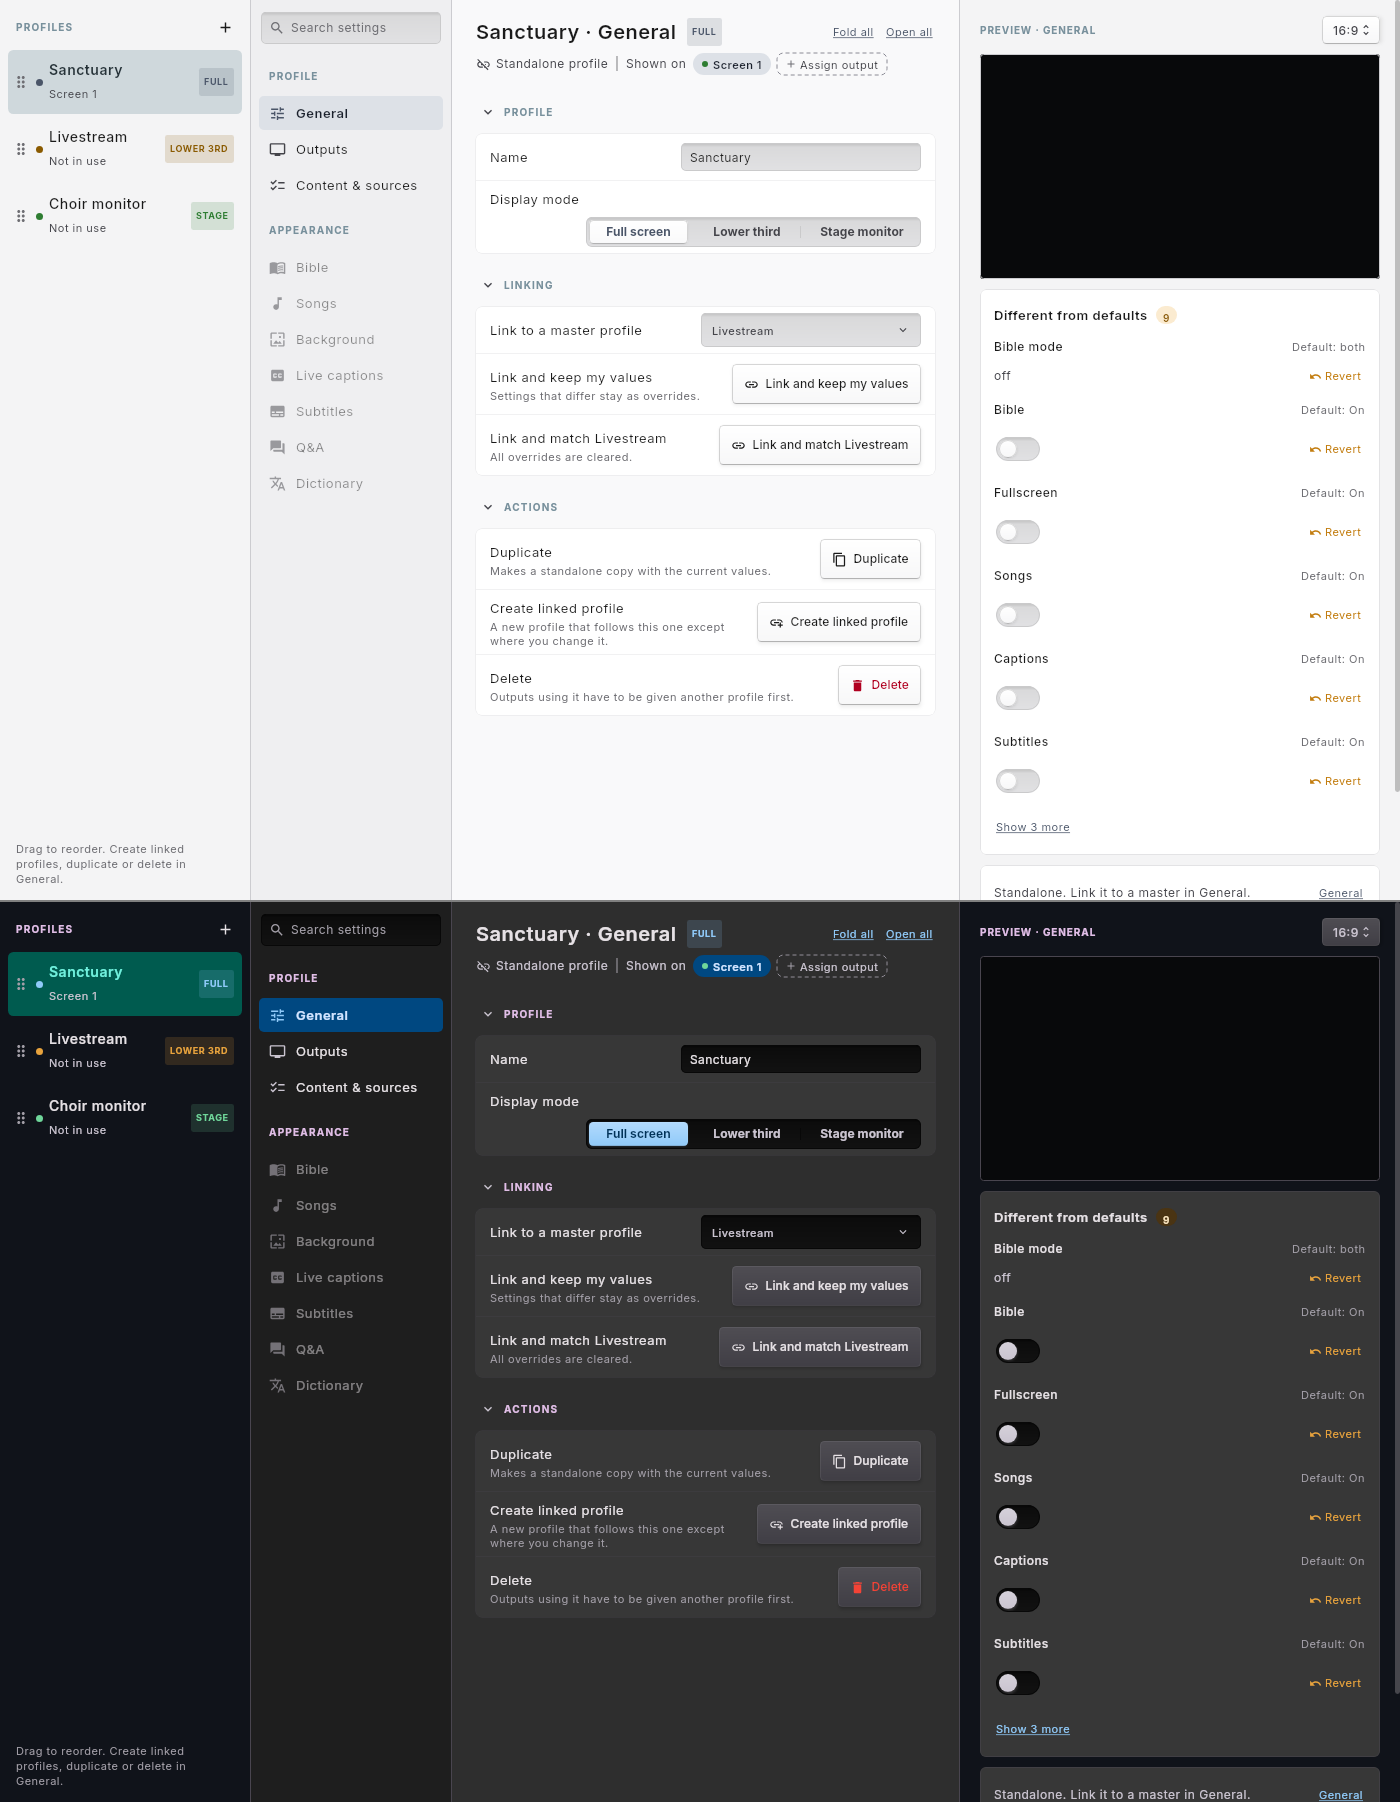 PROFILES
Sanctuary
Screen 1
FULL
Livestream
Not in use
LOWER 3RD
Choir monitor
Not in use
STAGE
Drag to reorder. Create linked
profiles, duplicate or delete in
General.
Search settings
PROFILE
General
Outputs
Content & sources
APPEARANCE
Bible
Songs
Background
Live captions
Subtitles
Q&A
Dictionary
Sanctuary · General FULL Fold all Open all
Standalone profile | Shown on Screen 1 + Assign output
PROFILE
Name Sanctuary
Display mode
Full screen Lower third Stage monitor
LINKING
Link to a master profile Livestream
Link and keep my values
Settings that differ stay as overrides.
Link and keep my values
Link and match Livestream
All overrides are cleared.
Link and match Livestream
ACTIONS
Duplicate
Makes a standalone copy with the current values.
Duplicate
Create linked profile
A new profile that follows this one except
where you change it.
Create linked profile
Delete
Outputs using it have to be given another profile first.
Delete
PREVIEW · GENERAL 16:9
Different from defaults 9
Bible mode Default: both
off Revert
Bible Default: On
Revert
Fullscreen Default: On
Revert
Songs Default: On
Revert
Captions Default: On
Revert
Subtitles Default: On
Revert
Show 3 more
Standalone. Link it to a master in General. General
PROFILES
Sanctuary
Screen 1
FULL
Livestream
Not in use
LOWER 3RD
Choir monitor
Not in use
STAGE
Drag to reorder. Create linked
profiles, duplicate or delete in
General.
Search settings
PROFILE
General
Outputs
Content & sources
APPEARANCE
Bible
Songs
Background
Live captions
Subtitles
Q&A
Dictionary
Sanctuary · General FULL Fold all Open all
Standalone profile | Shown on Screen 1 + Assign output
PROFILE
Name Sanctuary
Display mode
Full screen Lower third Stage monitor
LINKING
Link to a master profile Livestream
Link and keep my values
Settings that differ stay as overrides.
Link and keep my values
Link and match Livestream
All overrides are cleared.
Link and match Livestream
ACTIONS
Duplicate
Makes a standalone copy with the current values.
Duplicate
Create linked profile
A new profile that follows this one except
where you change it.
Create linked profile
Delete
Outputs using it have to be given another profile first.
Delete
PREVIEW · GENERAL 16:9
Different from defaults 9
Bible mode Default: both
off Revert
Bible Default: On
Revert
Fullscreen Default: On
Revert
Songs Default: On
Revert
Captions Default: On
Revert
Subtitles Default: On
Revert
Show 3 more
Standalone. Link it to a master in General. General